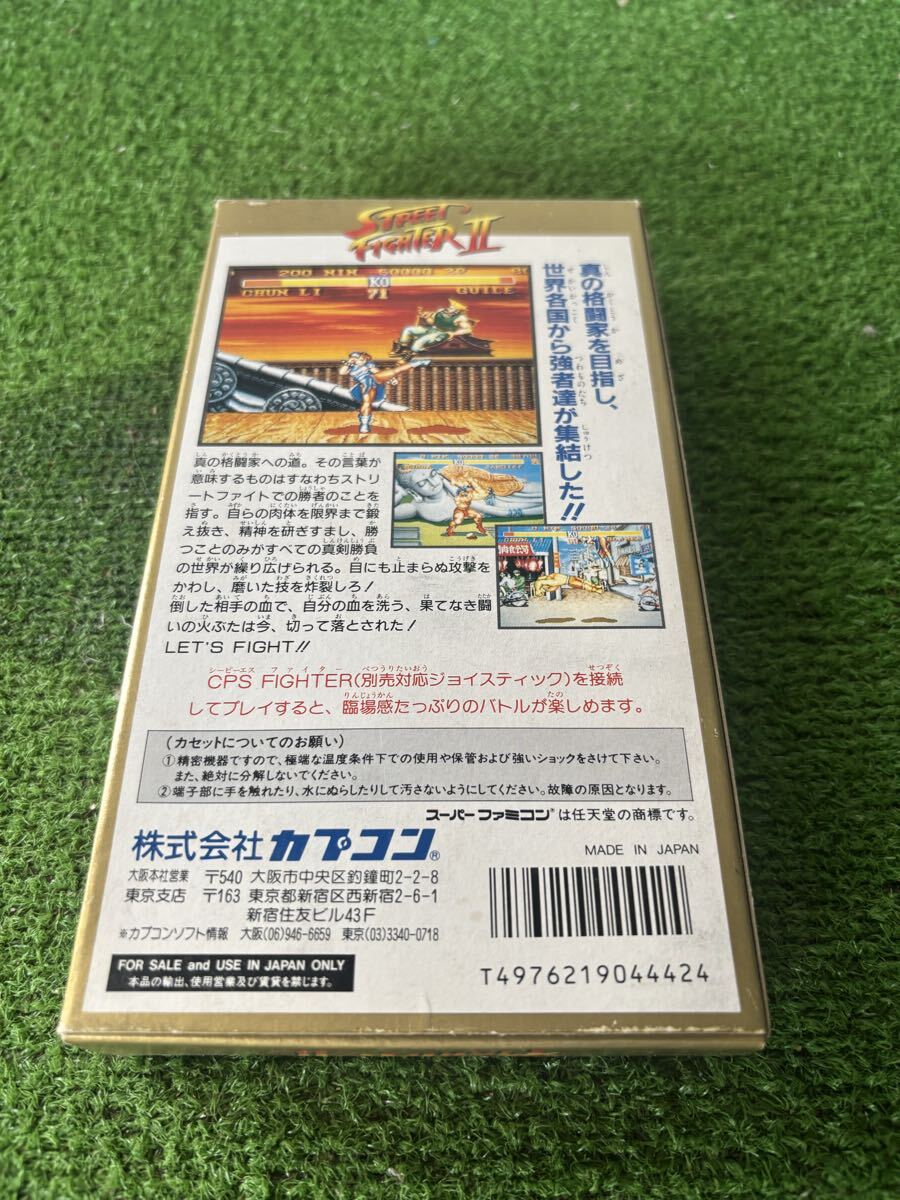 STREET
FIGHTER II
真の格闘家を目指し、
世界各国から強者達が集結した!!
200 MIN 50000 2P
KO
CHUN LI 71 GUILE
真の格闘家への道。その言葉が
意味するものはすなわちストリ
ートファイトでの勝者のことを
指す。自らの肉体を限界まで鍛
え抜き、精神を研ぎすまし、勝
つことのみがすべての真剣勝負
の世界が繰り広げられる。目にも止まらぬ攻撃を
かわし、磨いた技を炸裂しろ!
倒した相手の血で、自分の血を洗う、果てなき闘
いの火ぶたは今、切って落とされた!
LET'S FIGHT!!
CPS FIGHTER(別売対応ジョイスティック)を接続
してプレイすると、臨場感たっぷりのバトルが楽しめます。
(カセットについてのお願い)
①精密機器ですので、極端な温度条件下での使用や保管および強いショックをさけて下さい。
また、絶対に分解しないでください。
②端子部に手を触れたり、水にぬらしたりして汚さないようにしてください。故障の原因となります。
スーパーファミコン®は任天堂の商標です。
株式会社カプコン®
MADE IN JAPAN
大阪本社営業 〒540 大阪市中央区釣鐘町2-2-8
東京支店 〒163 東京都新宿区西新宿2-6-1
新宿住友ビル43F
※カプコンソフト情報 大阪(06)946-6659 東京(03)3340-0718
FOR SALE and USE IN JAPAN ONLY
本品の輸出、使用営業及び賃貸を禁じます。
T4976219044424